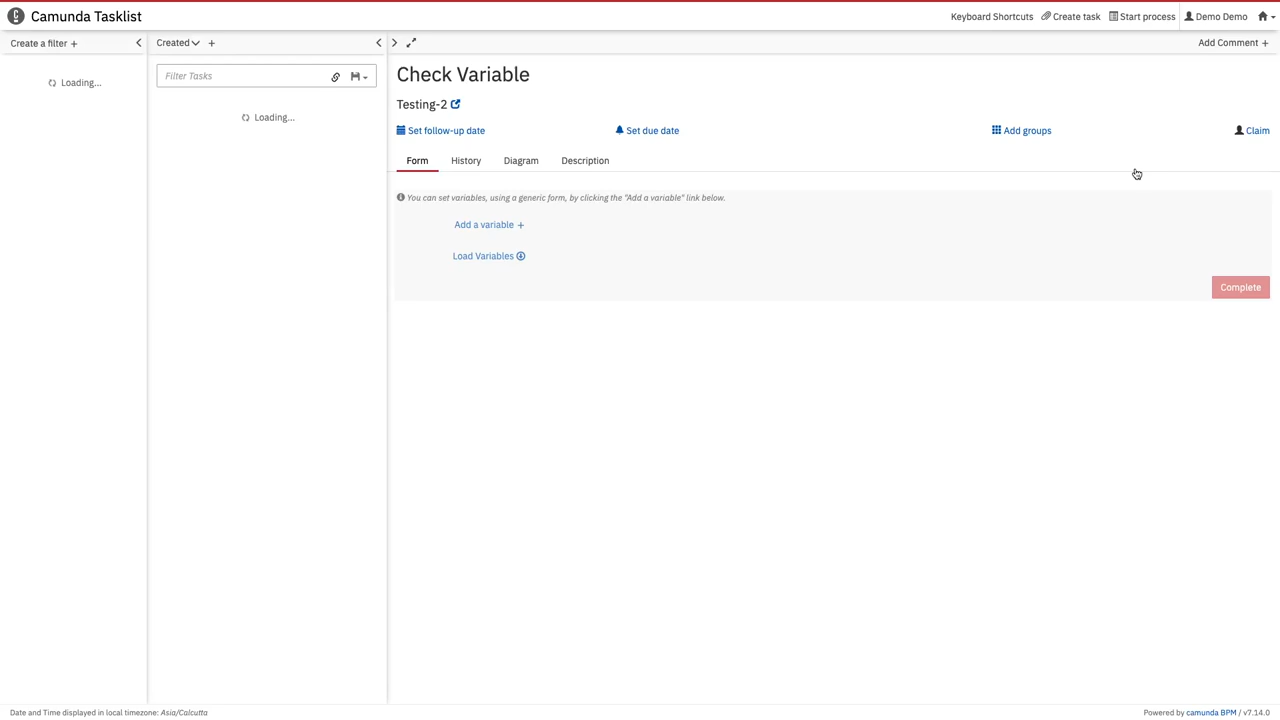 Camunda Tasklist
Keyboard Shortcuts Create task Start process Demo Demo
Create a filter +
Created +
Add Comment +
Loading...
Filter Tasks
Loading...
Check Variable
Testing-2
Set follow-up date
Set due date
Add groups
Claim
Form History Diagram Description
You can set variables, using a generic form, by clicking the "Add a variable" link below.
Add a variable +
Load Variables
Complete
Date and Time displayed in local timezone: Asia/Calcutta
Powered by camunda BPM / v7.14.0